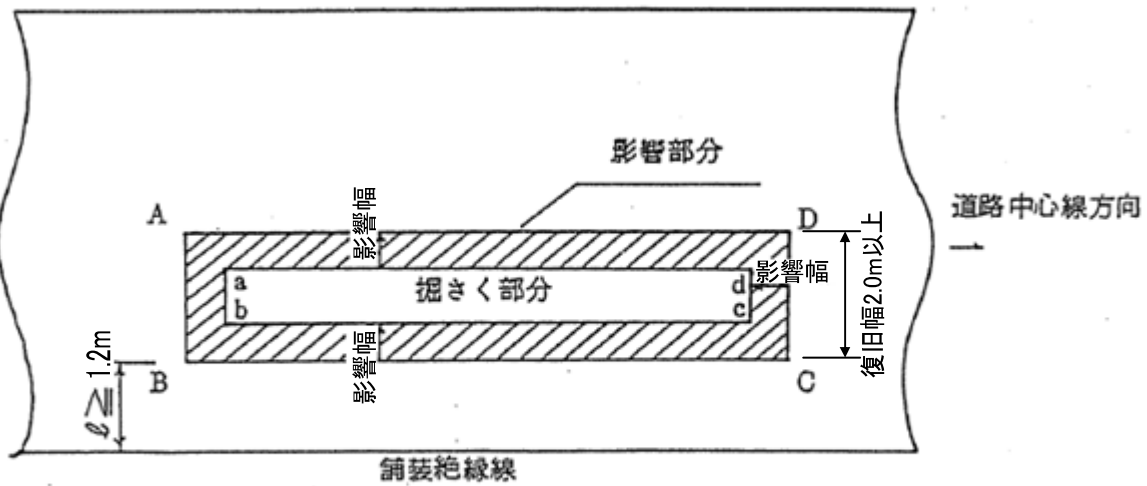 影響部分
道路中心線方向
A
影響幅
D
影響幅
a
掘さく部分
d
b
c
復旧幅2.0m以上
影響幅
B
C
ℓ≧1.2m
舗装絶縁線